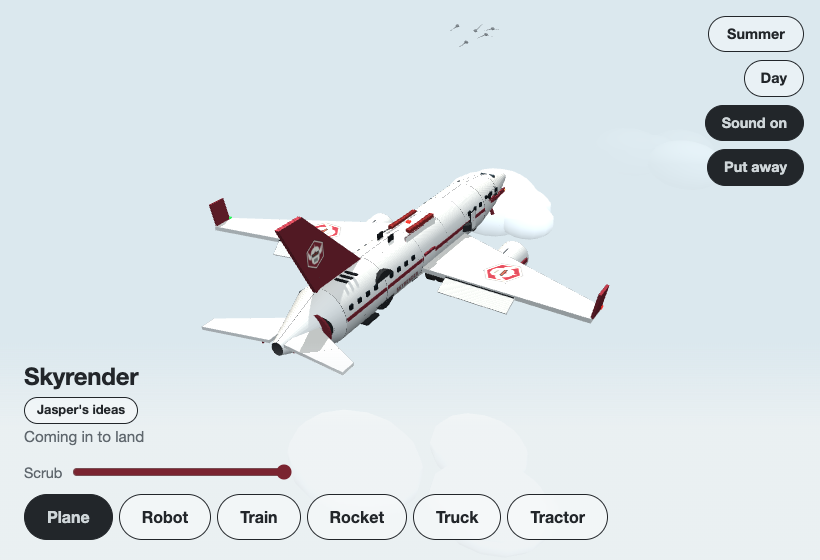 Summer
Day
Sound on
Put away
Skyrender
Jasper's ideas
Coming in to land
Scrub
Plane
Robot
Train
Rocket
Truck
Tractor